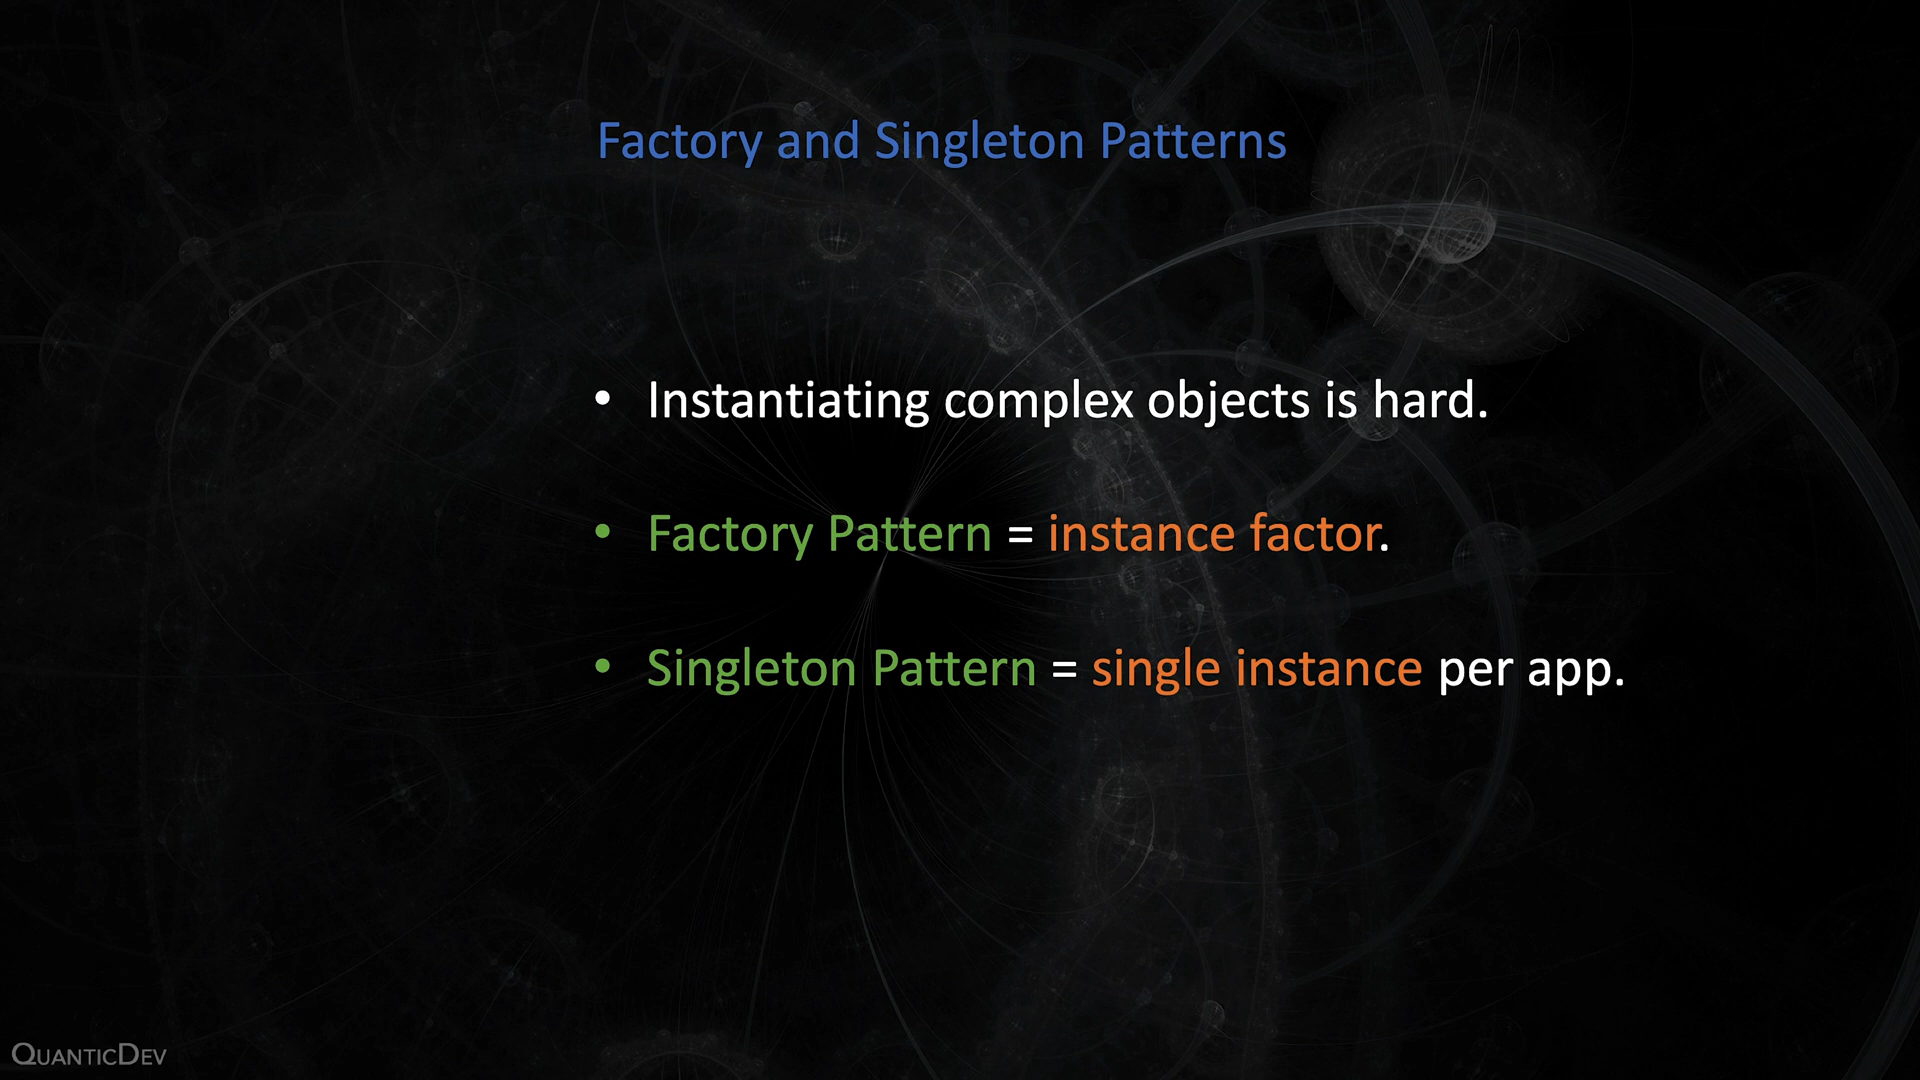 Factory and Singleton Patterns
• Instantiating complex objects is hard.
• Factory Pattern = instance factor.
• Singleton Pattern = single instance per app.
QUANTICDEV